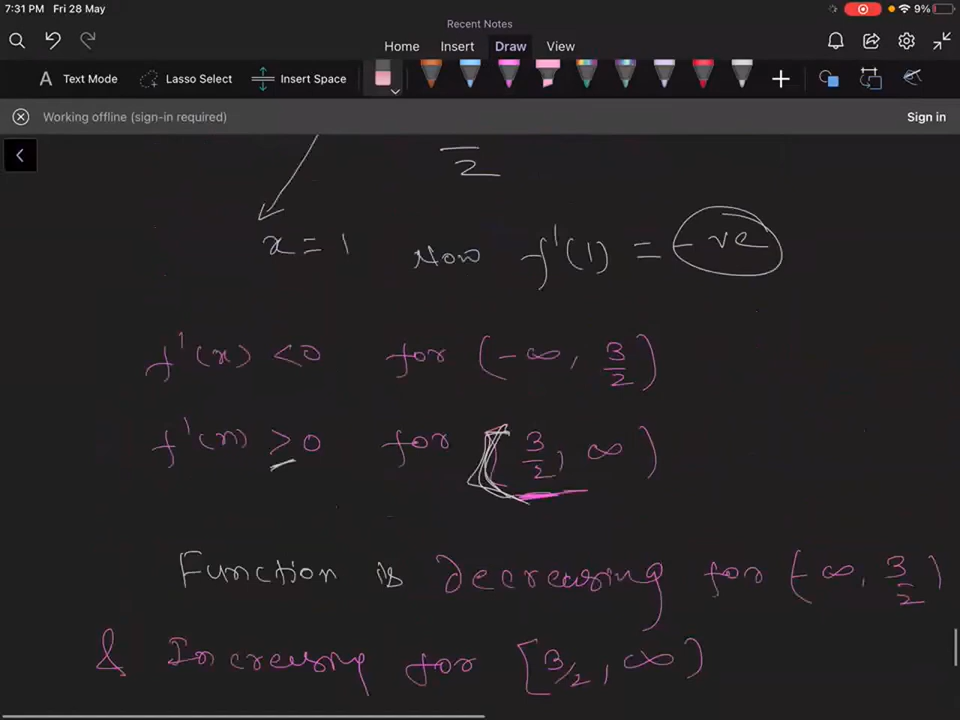 7:31 PM Fri 28 May
9%
Recent Notes
Home Insert Draw View
A Text Mode Lasso Select Insert Space
Working offline (sign-in required) Sign in
2
x = 1 Now f'(1) = -ve
f'(x) <0 for (-∞, 3/2)
f'(x) ≥0 for [3/2, ∞)
Function is Decreasing for (-∞, 3/2)
& Increasing for [3/2, ∞)